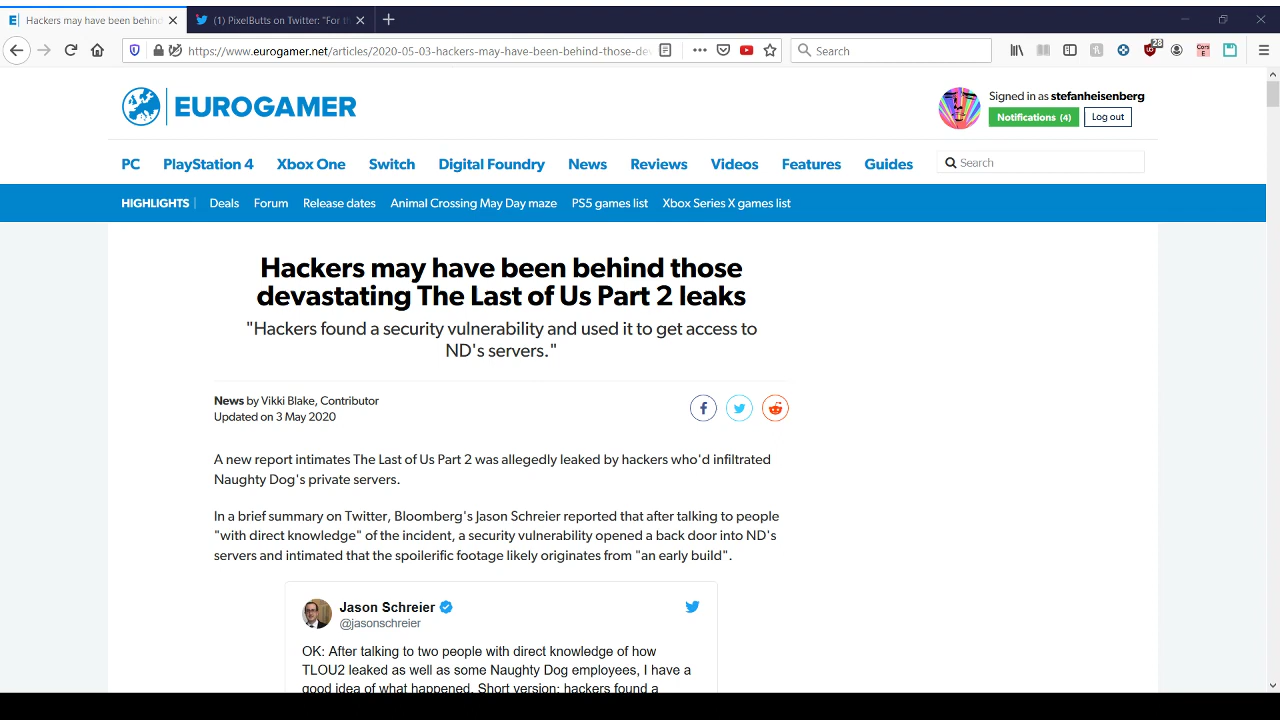 Hackers may have been behind
(1) PixelButts on Twitter: "For th
https://www.eurogamer.net/articles/2020-05-03-hackers-may-have-been-behind-those-de
Search
28
EUROGAMER
Signed in as stefanheisenberg
Notifications (4)
Log out
PC PlayStation 4 Xbox One Switch Digital Foundry News Reviews Videos Features Guides
Search
HIGHLIGHTS Deals Forum Release dates Animal Crossing May Day maze PS5 games list Xbox Series X games list
Hackers may have been behind those
devastating The Last of Us Part 2 leaks
"Hackers found a security vulnerability and used it to get access to
ND's servers."
News by Vikki Blake, Contributor
Updated on 3 May 2020
A new report intimates The Last of Us Part 2 was allegedly leaked by hackers who'd infiltrated
Naughty Dog's private servers.
In a brief summary on Twitter, Bloomberg's Jason Schreier reported that after talking to people
"with direct knowledge" of the incident, a security vulnerability opened a back door into ND's
servers and intimated that the spoilerific footage likely originates from "an early build".
Jason Schreier
@jasonschreier
OK: After talking to two people with direct knowledge of how
TLOU2 leaked as well as some Naughty Dog employees, I have a
good idea of what happened. Short version: hackers found a